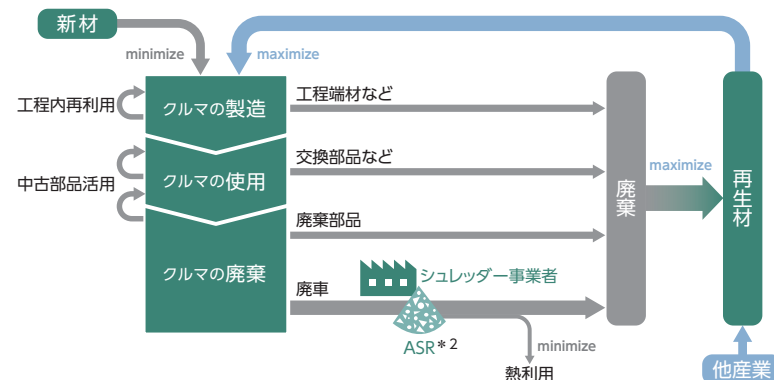 新材
minimize
maximize
工程内再利用
クルマの製造
工程端材など
中古部品活用
クルマの使用
交換部品など
maximize
廃棄
再生材
廃棄部品
クルマの廃棄
シュレッダー事業者
廃車
ASR*2
minimize
熱利用
他産業